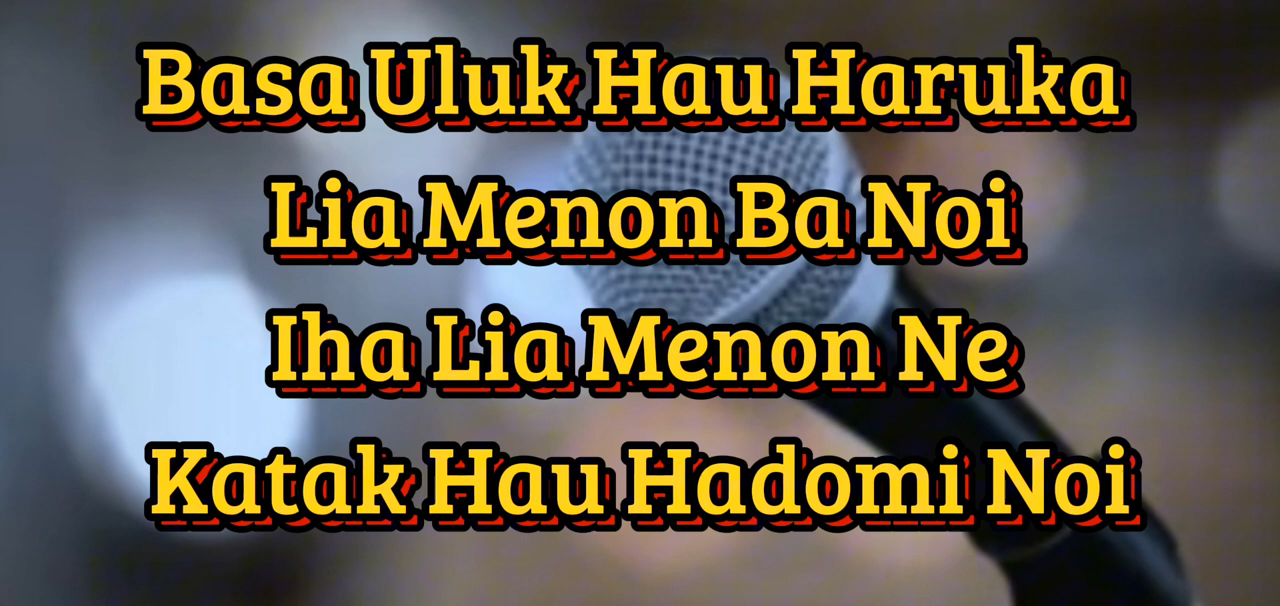 Basa Uluk Hau Haruka
Lia Menon Ba Noi
Iha Lia Menon Ne
Katak Hau Hadomi Noi